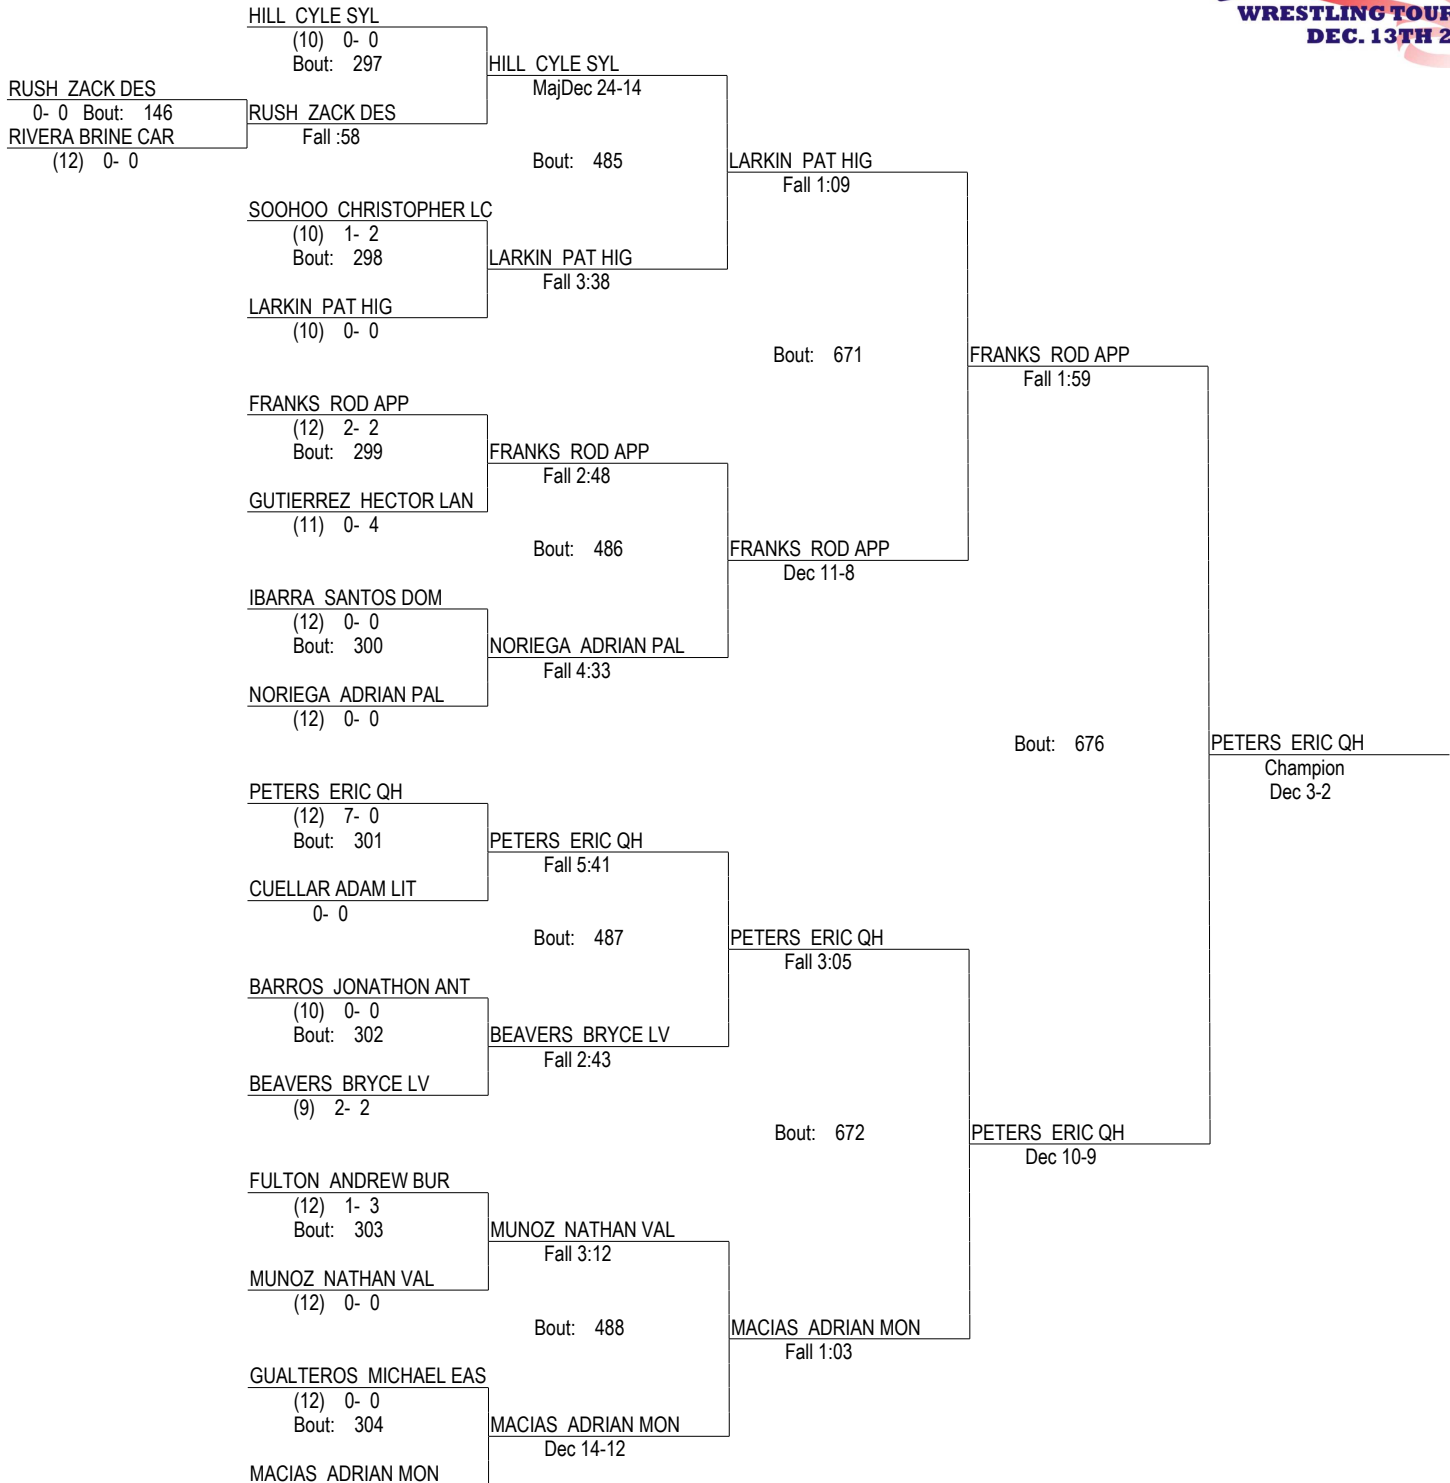 WRESTLING TOUR
DEC. 13TH 2
HILL CYLE SYL
(10) 0- 0
Bout: 297
HILL CYLE SYL
MajDec 24-14
RUSH ZACK DES
0- 0 Bout: 146
RUSH ZACK DES
Fall :58
RIVERA BRINE CAR
(12) 0- 0
Bout: 485
LARKIN PAT HIG
Fall 1:09
SOOHOO CHRISTOPHER LC
(10) 1- 2
Bout: 298
LARKIN PAT HIG
Fall 3:38
LARKIN PAT HIG
(10) 0- 0
Bout: 671
FRANKS ROD APP
Fall 1:59
FRANKS ROD APP
(12) 2- 2
Bout: 299
FRANKS ROD APP
Fall 2:48
GUTIERREZ HECTOR LAN
(11) 0- 4
Bout: 486
FRANKS ROD APP
Dec 11-8
IBARRA SANTOS DOM
(12) 0- 0
Bout: 300
NORIEGA ADRIAN PAL
Fall 4:33
NORIEGA ADRIAN PAL
(12) 0- 0
Bout: 676
PETERS ERIC QH
Champion
Dec 3-2
PETERS ERIC QH
(12) 7- 0
Bout: 301
PETERS ERIC QH
Fall 5:41
CUELLAR ADAM LIT
0- 0
Bout: 487
PETERS ERIC QH
Fall 3:05
BARROS JONATHON ANT
(10) 0- 0
Bout: 302
BEAVERS BRYCE LV
Fall 2:43
BEAVERS BRYCE LV
(9) 2- 2
Bout: 672
PETERS ERIC QH
Dec 10-9
FULTON ANDREW BUR
(12) 1- 3
Bout: 303
MUNOZ NATHAN VAL
Fall 3:12
MUNOZ NATHAN VAL
(12) 0- 0
Bout: 488
MACIAS ADRIAN MON
Fall 1:03
GUALTEROS MICHAEL EAS
(12) 0- 0
Bout: 304
MACIAS ADRIAN MON
Dec 14-12
MACIAS ADRIAN MON